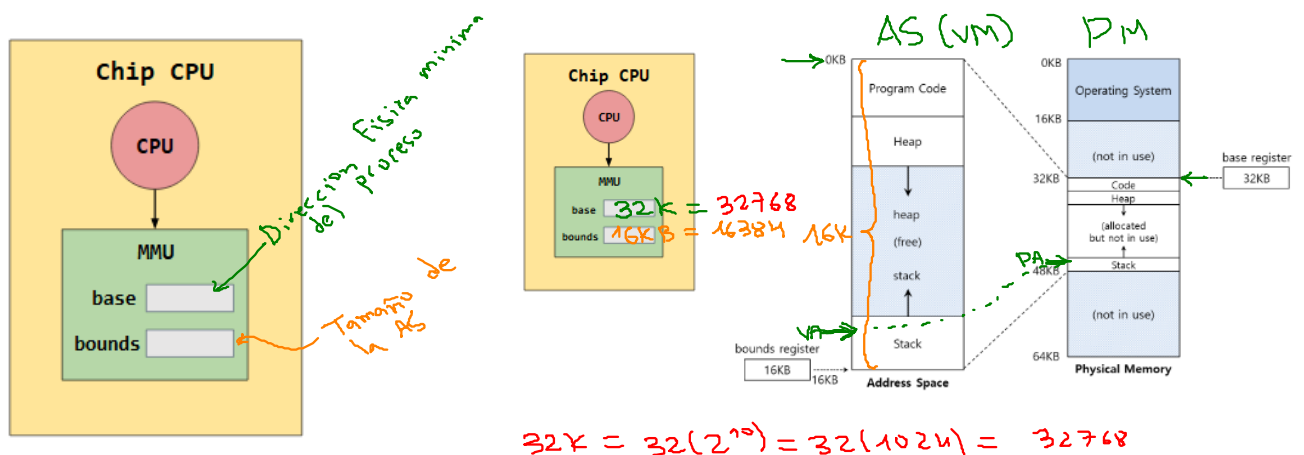 Chip CPU
CPU
MMU
base
bounds
Dirección Física minima
del proceso
Tamaño de
la AS
Chip CPU
CPU
MMU
base 32K = 32768
bounds 16KB = 16384
AS (VM)
0KB
Program Code
Heap
heap
(free)
stack
Stack
16K
VA
bounds register
16KB
16KB
Address Space
PM
0KB
Operating System
16KB
(not in use)
32KB
Code
Heap
(allocated
but not in use)
Stack
PA
48KB
(not in use)
64KB
Physical Memory
base register
32KB
32K = 32(2^10) = 32(1024) = 32768